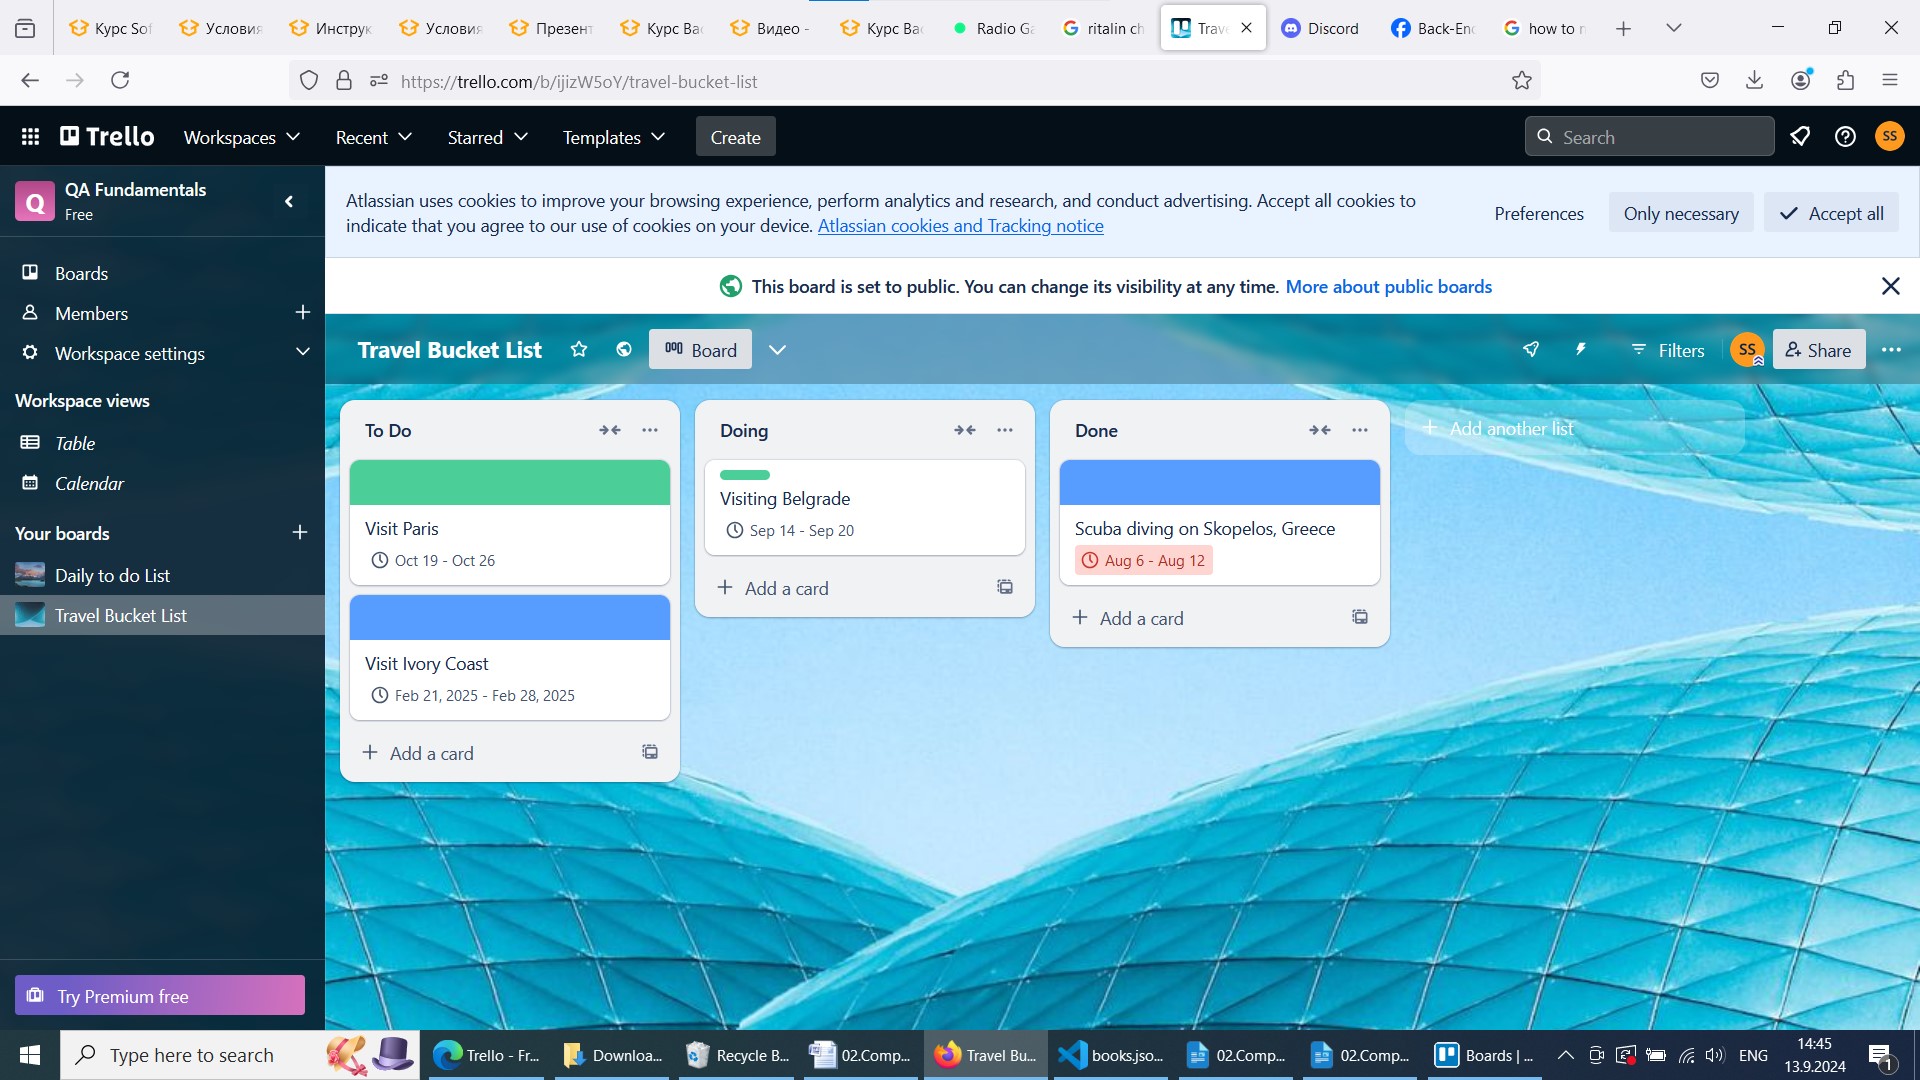 Курс Sof
Условия
Инструк
Условия
Презент
Курс Bac
Видео -
Курс Bac
Radio Ga
ritalin ch
Trav
Discord
Back-End
how to n
https://trello.com/b/ijizW5oY/travel-bucket-list
Trello
Workspaces
Recent
Starred
Templates
Create
Search
SS
Q
QA Fundamentals
Free
Boards
Members
Workspace settings
Workspace views
Table
Calendar
Your boards
Daily to do List
Travel Bucket List
Try Premium free
Atlassian uses cookies to improve your browsing experience, perform analytics and research, and conduct advertising. Accept all cookies to
indicate that you agree to our use of cookies on your device. Atlassian cookies and Tracking notice
Preferences
Only necessary
Accept all
This board is set to public. You can change its visibility at any time. More about public boards
Travel Bucket List
Board
Filters
SS
Share
To Do
Visit Paris
Oct 19 - Oct 26
Visit Ivory Coast
Feb 21, 2025 - Feb 28, 2025
Add a card
Doing
Visiting Belgrade
Sep 14 - Sep 20
Add a card
Done
Scuba diving on Skopelos, Greece
Aug 6 - Aug 12
Add a card
Add another list
Type here to search
Trello - Fr...
Downloa...
Recycle B...
02.Comp...
Travel Bu...
books.jso...
02.Comp...
02.Comp...
Boards | ...
ENG
14:45
13.9.2024
1